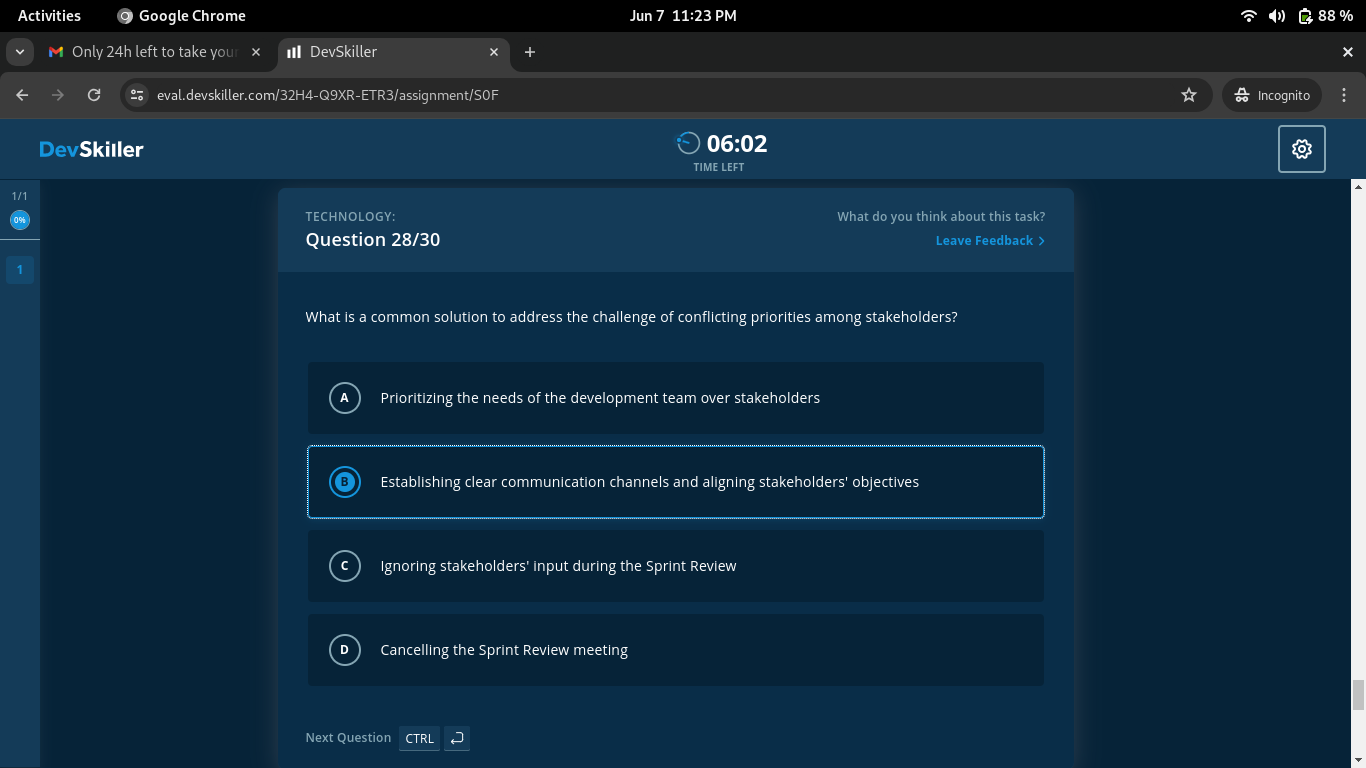 Activities Google Chrome Jun 7 11:23 PM 88 %
Only 24h left to take your DevSkiller
eval.devskiller.com/32H4-Q9XR-ETR3/assignment/S0F Incognito
DevSkiller 06:02
TIME LEFT
1/1
0%
1
TECHNOLOGY: What do you think about this task?
Question 28/30 Leave Feedback
What is a common solution to address the challenge of conflicting priorities among stakeholders?
A Prioritizing the needs of the development team over stakeholders
B Establishing clear communication channels and aligning stakeholders' objectives
C Ignoring stakeholders' input during the Sprint Review
D Cancelling the Sprint Review meeting
Next Question CTRL